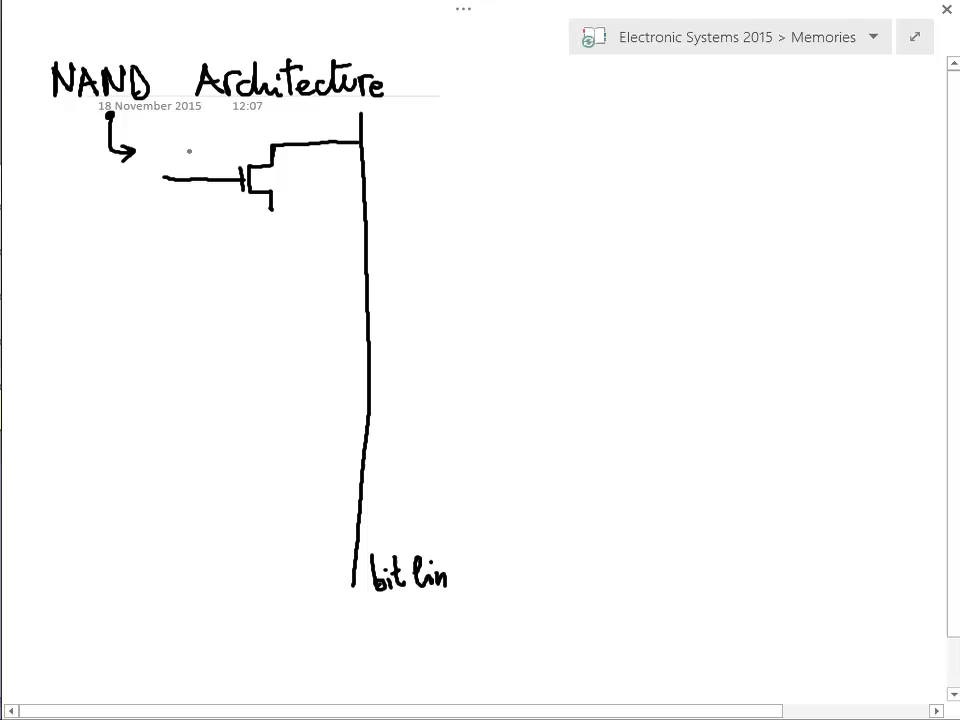 Electronic Systems 2015 > Memories
NAND Architecture
18 November 2015 12:07
bit lin